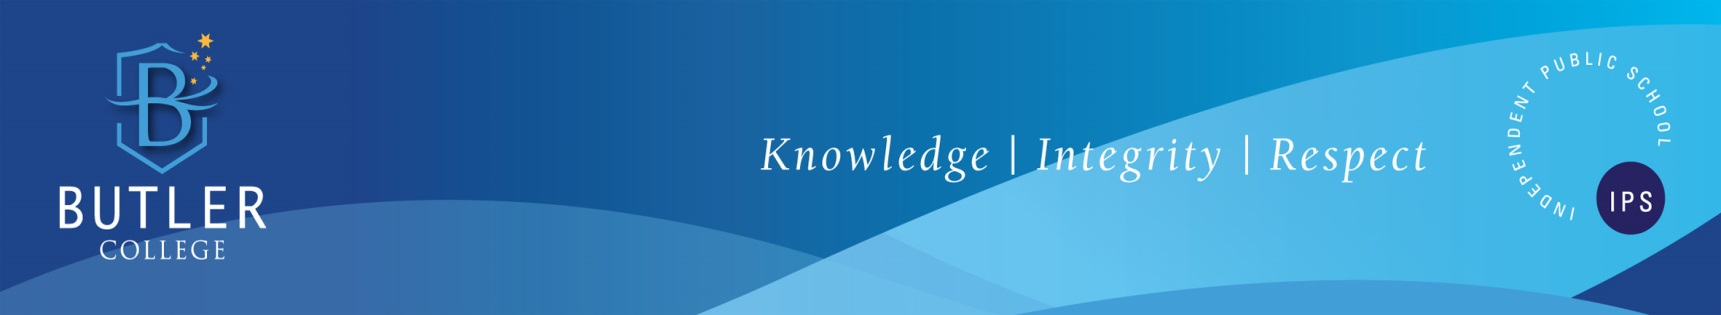 B
BUTLER
COLLEGE
Knowledge | Integrity | Respect
INDEPENDENT PUBLIC SCHOOL
IPS